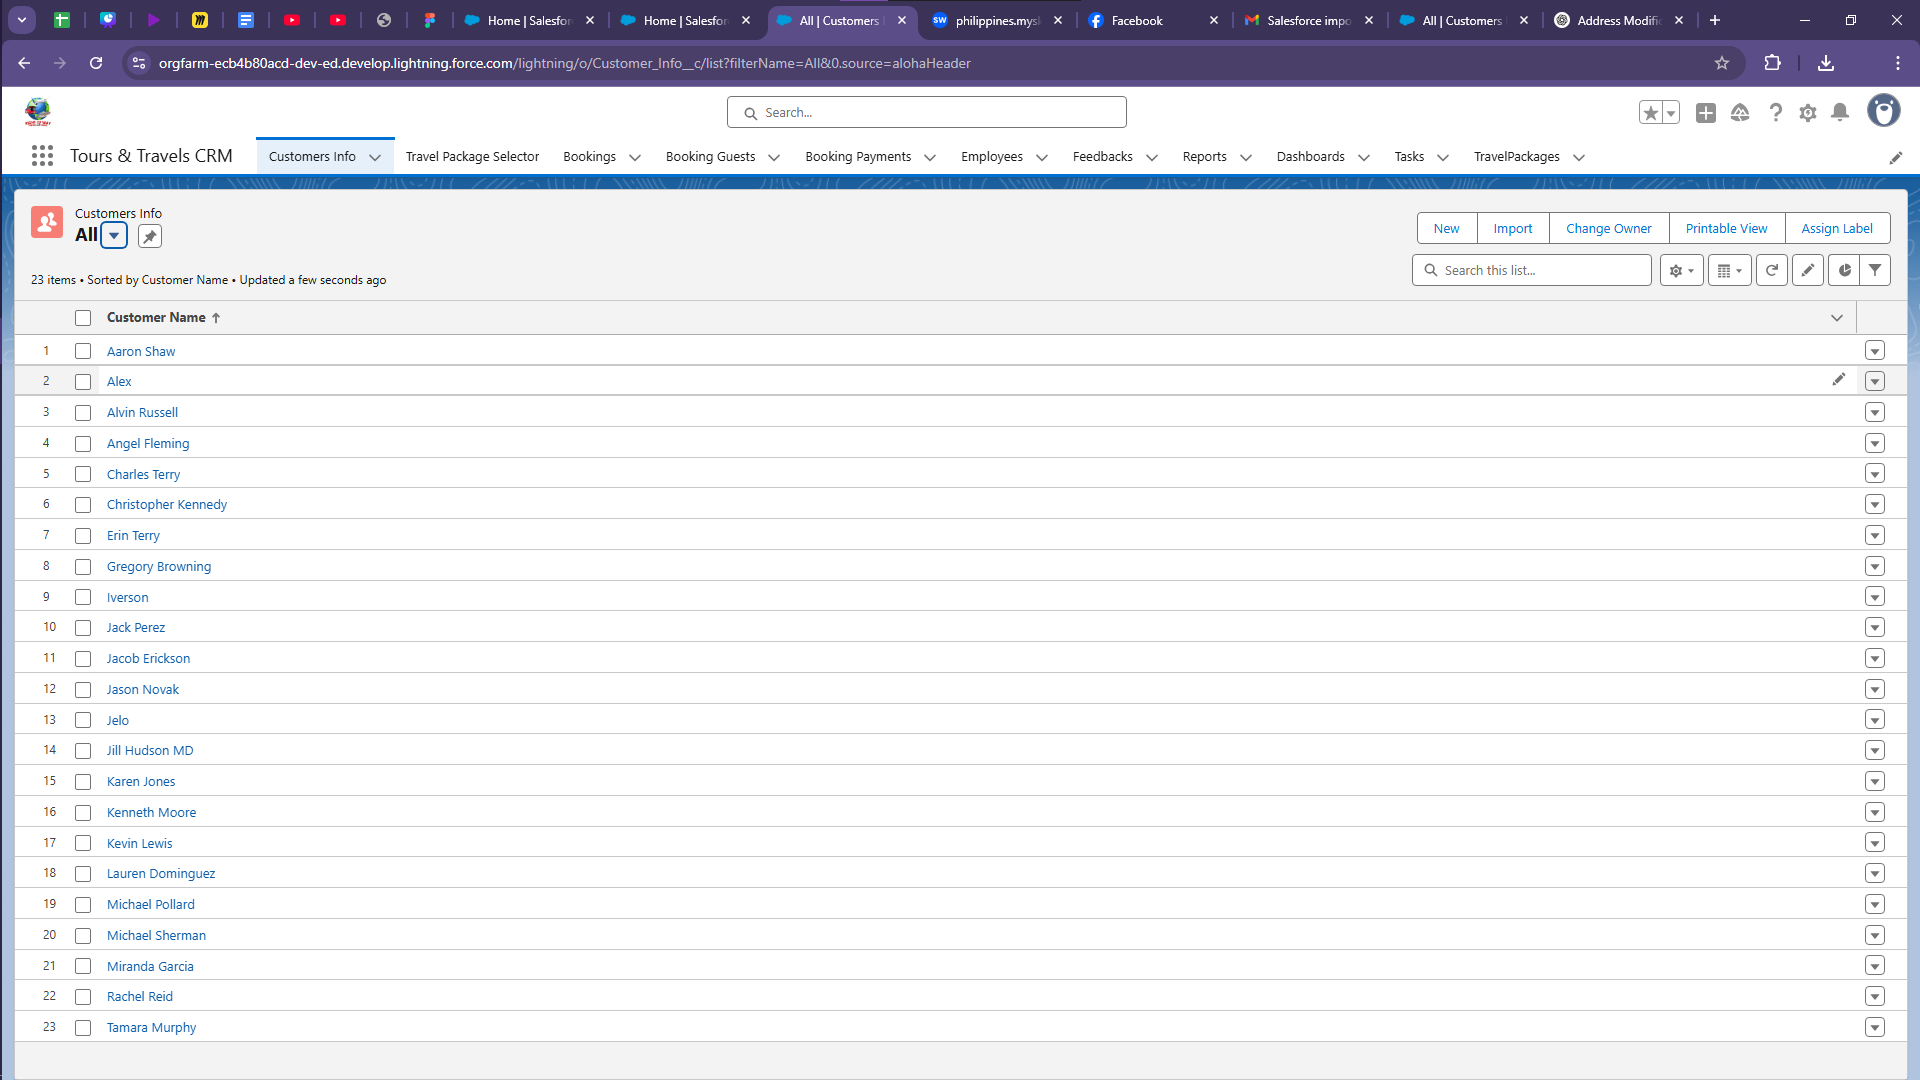 Home | Salesfor
Home | Salesfor
All | Customers
SW philippines.mysk
Facebook
Salesforce impo
All | Customers
Address Modific
orgfarm-ecb4b80acd-dev-ed.develop.lightning.force.com/lightning/o/Customer_Info__c/list?filterName=All&0.source=alohaHeader
Search...
Tours & Travels CRM
Customers Info
Travel Package Selector
Bookings
Booking Guests
Booking Payments
Employees
Feedbacks
Reports
Dashboards
Tasks
TravelPackages
Customers Info
All
New
Import
Change Owner
Printable View
Assign Label
23 items • Sorted by Customer Name • Updated a few seconds ago
Search this list...
Customer Name
1 Aaron Shaw
2 Alex
3 Alvin Russell
4 Angel Fleming
5 Charles Terry
6 Christopher Kennedy
7 Erin Terry
8 Gregory Browning
9 Iverson
10 Jack Perez
11 Jacob Erickson
12 Jason Novak
13 Jelo
14 Jill Hudson MD
15 Karen Jones
16 Kenneth Moore
17 Kevin Lewis
18 Lauren Dominguez
19 Michael Pollard
20 Michael Sherman
21 Miranda Garcia
22 Rachel Reid
23 Tamara Murphy